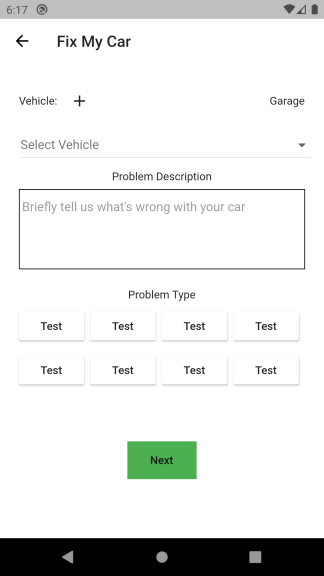 6:17
Fix My Car
Vehicle: + Garage
Select Vehicle
Problem Description
Briefly tell us what's wrong with your car
Problem Type
Test Test Test Test
Test Test Test Test
Next